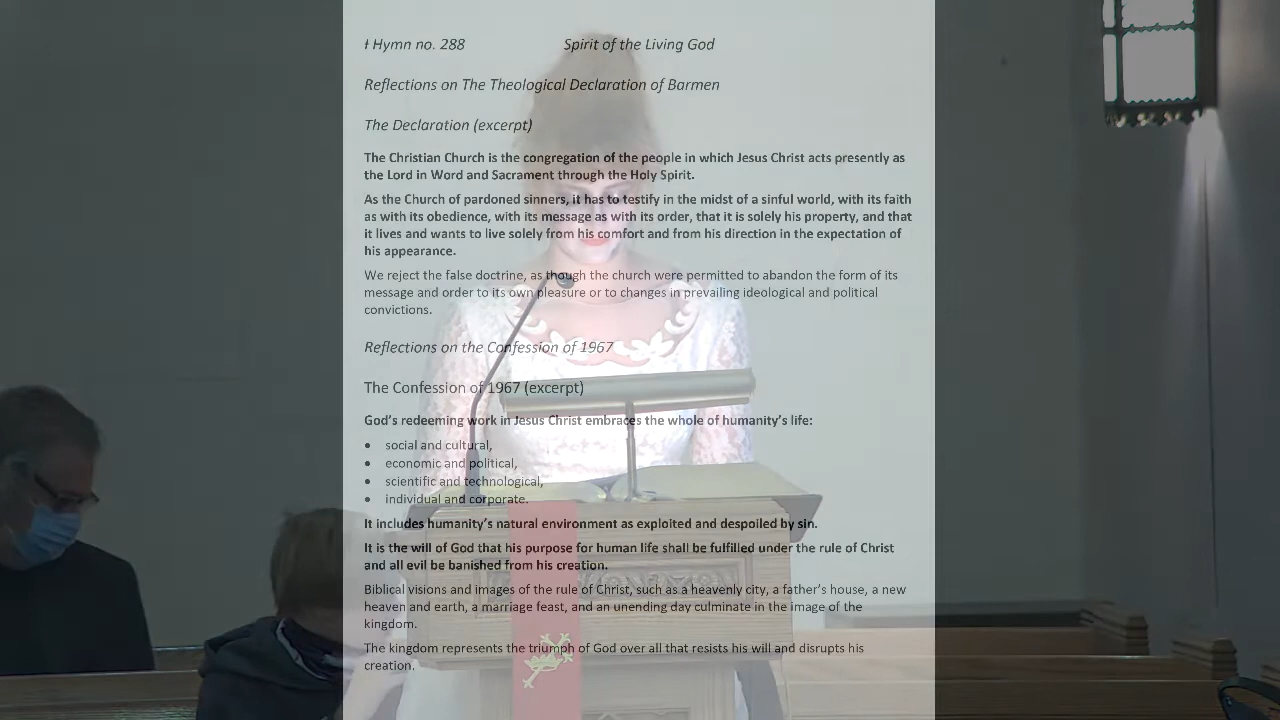 ƚ Hymn no. 288 Spirit of the Living God
Reflections on The Theological Declaration of Barmen
The Declaration (excerpt)
The Christian Church is the congregation of the people in which Jesus Christ acts presently as
the Lord in Word and Sacrament through the Holy Spirit.
As the Church of pardoned sinners, it has to testify in the midst of a sinful world, with its faith
as with its obedience, with its message as with its order, that it is solely his property, and that
it lives and wants to live solely from his comfort and from his direction in the expectation of
his appearance.
We reject the false doctrine, as though the church were permitted to abandon the form of its
message and order to its own pleasure or to changes in prevailing ideological and political
convictions.
Reflections on the Confession of 1967
The Confession of 1967 (excerpt)
God’s redeeming work in Jesus Christ embraces the whole of humanity’s life:
• social and cultural,
• economic and political,
• scientific and technological,
• individual and corporate.
It includes humanity’s natural environment as exploited and despoiled by sin.
It is the will of God that his purpose for human life shall be fulfilled under the rule of Christ
and all evil be banished from his creation.
Biblical visions and images of the rule of Christ, such as a heavenly city, a father’s house, a new
heaven and earth, a marriage feast, and an unending day culminate in the image of the
kingdom.
The kingdom represents the triumph of God over all that resists his will and disrupts his
creation.